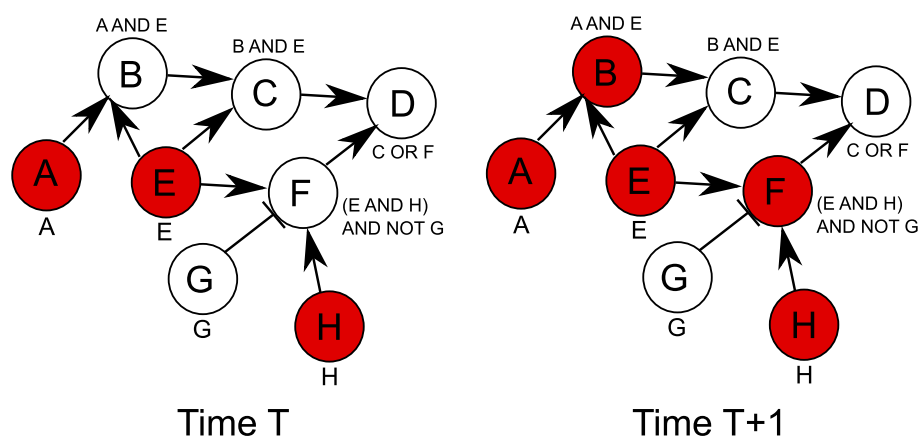 A AND E
B
B AND E
C
D
C OR F
A
A
E
E
F
(E AND H)
AND NOT G
G
G
H
H
Time T
A AND E
B
B AND E
C
D
C OR F
A
A
E
E
F
(E AND H)
AND NOT G
G
G
H
H
Time T+1